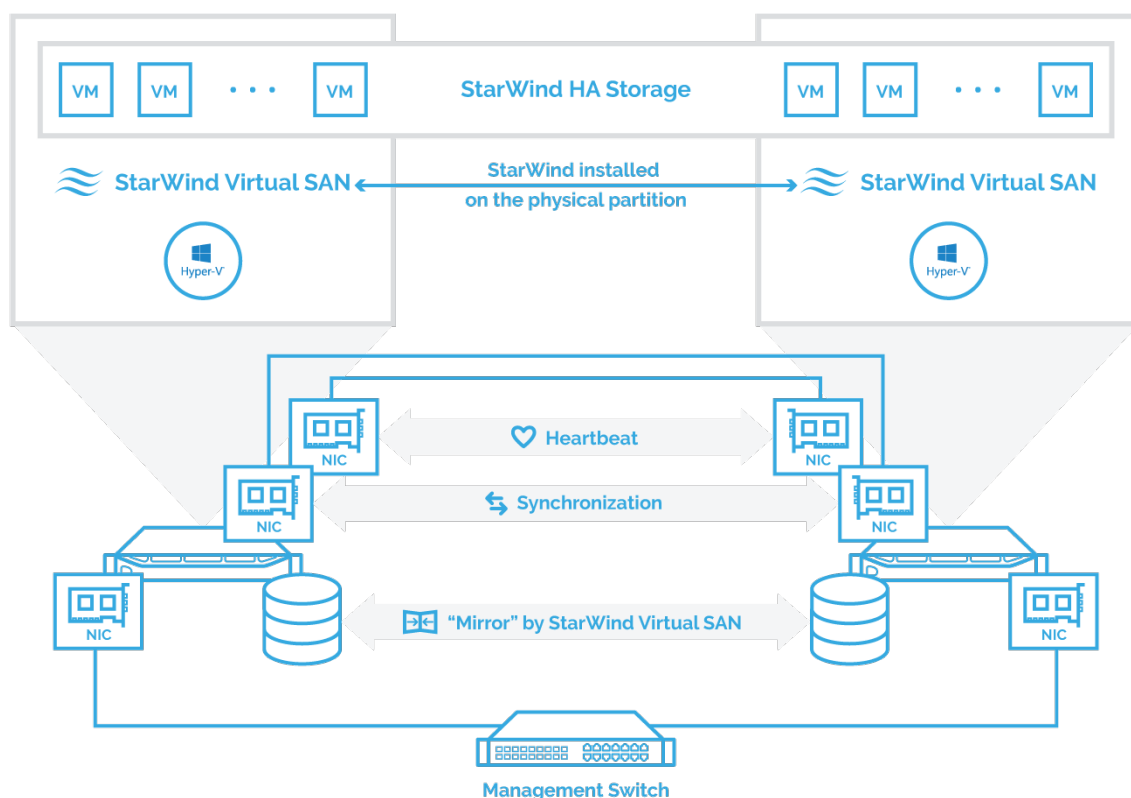 VM VM VM StarWind HA Storage VM VM VM
StarWind Virtual SAN
StarWind installed
on the physical partition
StarWind Virtual SAN
Hyper-V
Hyper-V
NIC
Heartbeat
NIC
NIC
Synchronization
NIC
NIC
"Mirror" by StarWind Virtual SAN
NIC
Management Switch